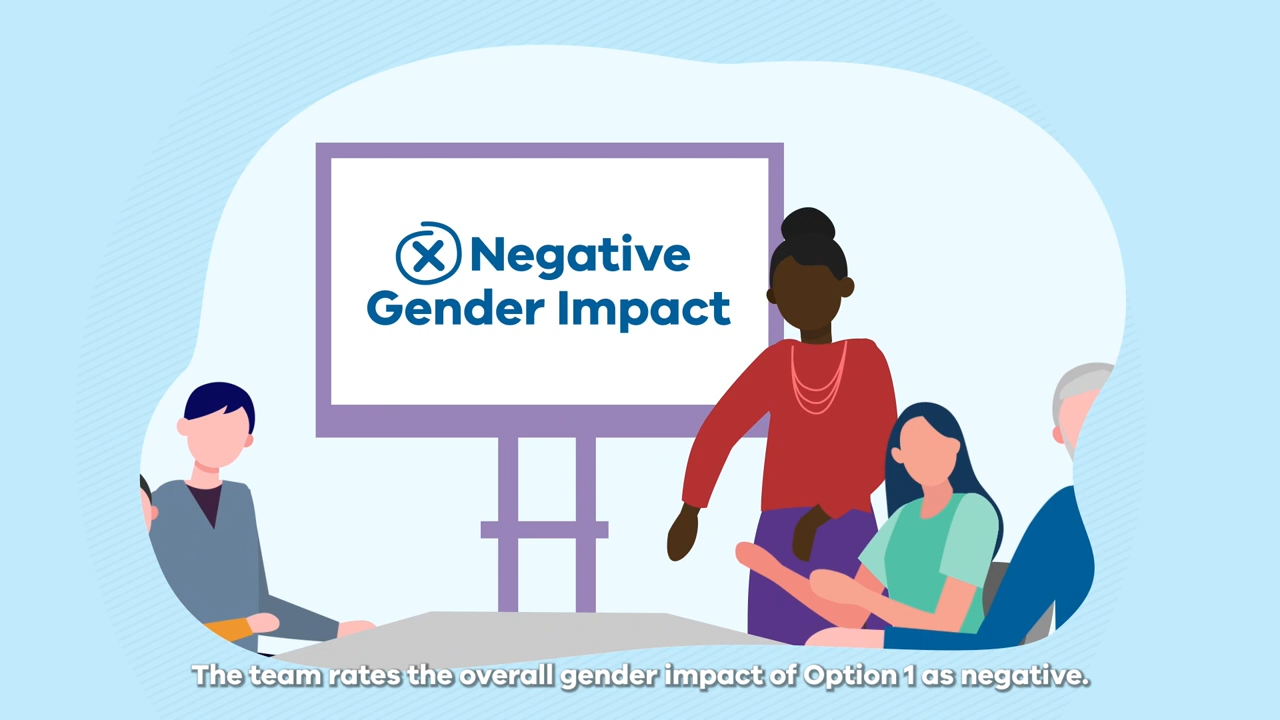 Negative
Gender Impact
The team rates the overall gender impact of Option 1 as negative.